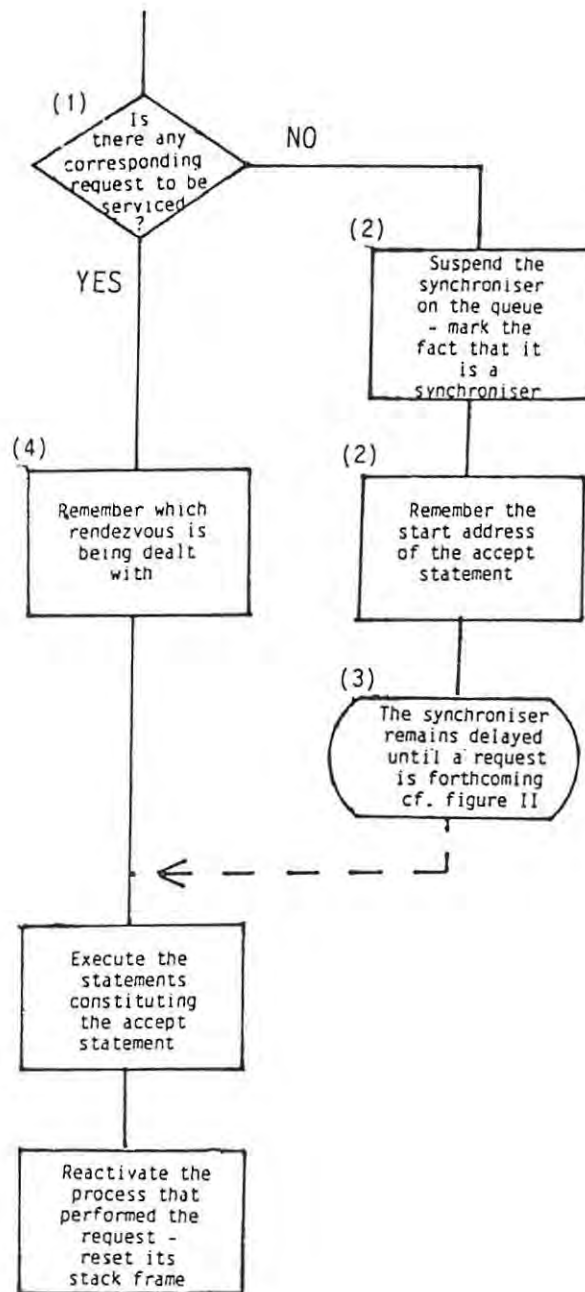 (1)
Is
there any
corresponding
request to be
serviced
?
NO
YES
(2)
Suspend the
synchroniser
on the queue
- mark the
fact that it
is a
synchroniser
(4)
Remember which
rendezvous is
being dealt
with
(2)
Remember the
start address
of the accept
statement
(3)
The synchroniser
remains delayed
until a request
is forthcoming
cf. figure II
Execute the
statements
constituting
the accept
statement
Reactivate the
process that
performed the
request -
reset its
stack frame